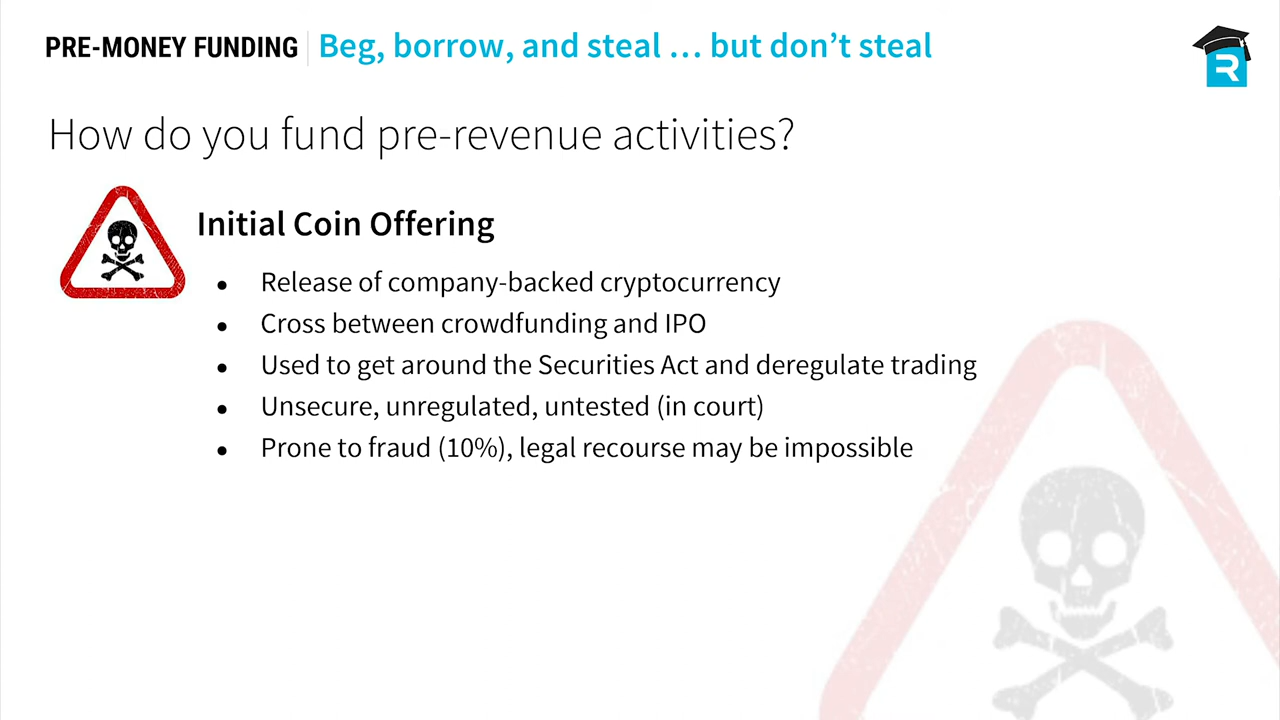 PRE-MONEY FUNDING Beg, borrow, and steal … but don’t steal
R
How do you fund pre-revenue activities?
Initial Coin Offering
● Release of company-backed cryptocurrency
● Cross between crowdfunding and IPO
● Used to get around the Securities Act and deregulate trading
● Unsecure, unregulated, untested (in court)
● Prone to fraud (10%), legal recourse may be impossible